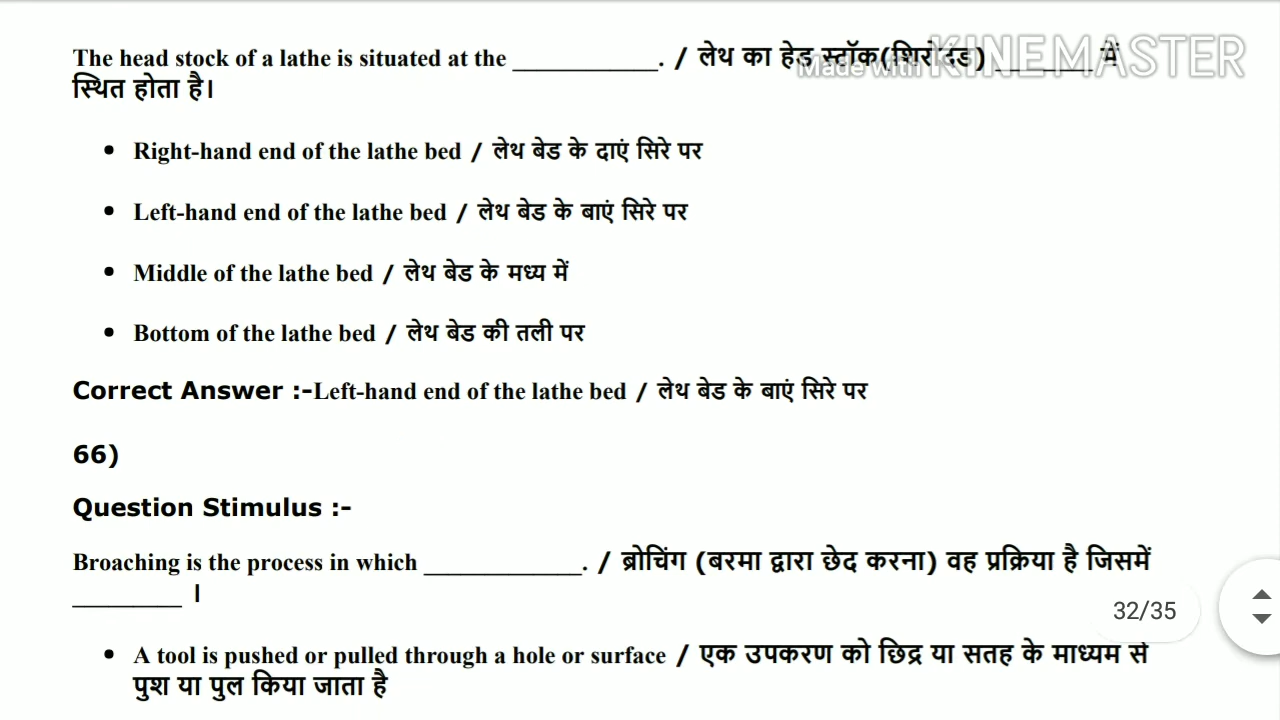 The head stock of a lathe is situated at the ____________. / लेथ का हेड स्टॉक(शिरोदंड) ________ में
स्थित होता है।
Made with KINEMASTER
• Right-hand end of the lathe bed / लेथ बेड के दाएं सिरे पर
• Left-hand end of the lathe bed / लेथ बेड के बाएं सिरे पर
• Middle of the lathe bed / लेथ बेड के मध्य में
• Bottom of the lathe bed / लेथ बेड की तली पर
Correct Answer :-Left-hand end of the lathe bed / लेथ बेड के बाएं सिरे पर
66)
Question Stimulus :-
Broaching is the process in which _____________. / ब्रोचिंग (बरमा द्वारा छेद करना) वह प्रक्रिया है जिसमें
_________ ।
32/35
• A tool is pushed or pulled through a hole or surface / एक उपकरण को छिद्र या सतह के माध्यम से
पुश या पुल किया जाता है